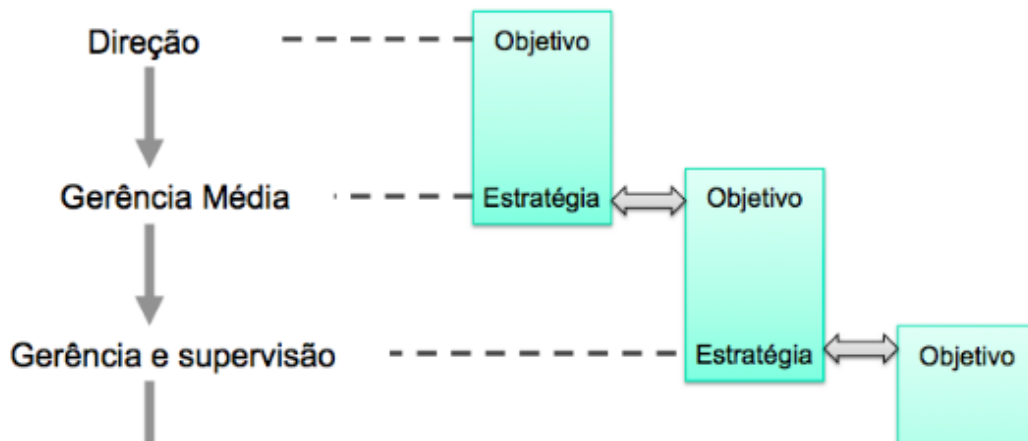 Direção
Objetivo
Gerência Média
Estratégia
Objetivo
Gerência e supervisão
Estratégia
Objetivo